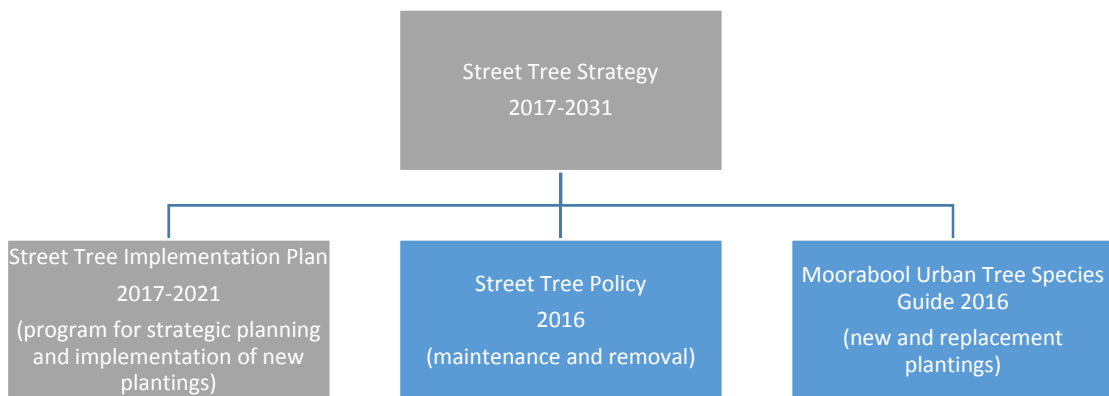 Street Tree Strategy
2017-2031
Street Tree Implementation Plan
2017-2021
(program for strategic planning
and implementation of new
plantings)
Street Tree Policy
2016
(maintenance and removal)
Moorabool Urban Tree Species
Guide 2016
(new and replacement
plantings)